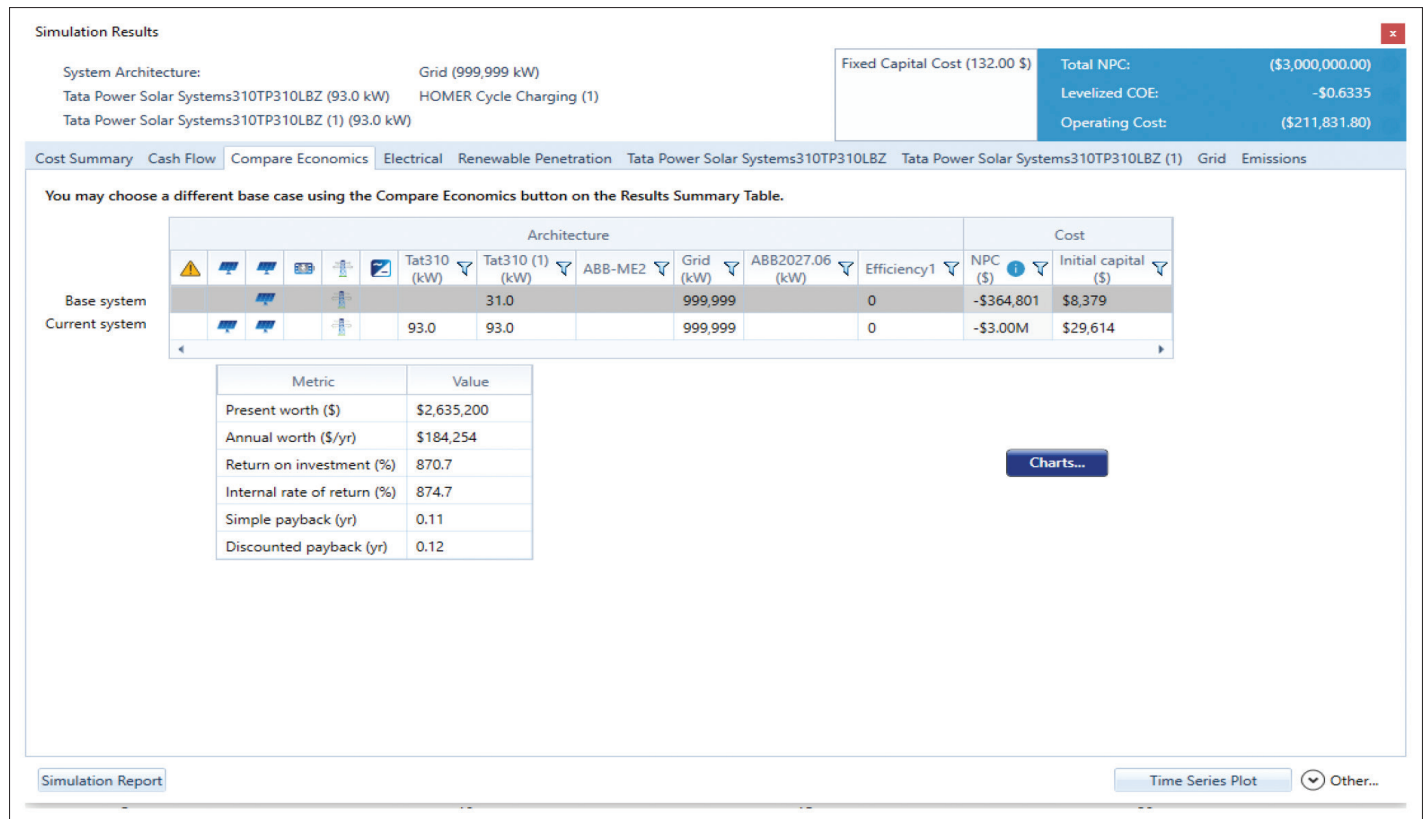 Simulation Results
x
System Architecture:
Grid (999,999 kW)
Tata Power Solar Systems310TP310LBZ (93.0 kW)
HOMER Cycle Charging (1)
Tata Power Solar Systems310TP310LBZ (1) (93.0 kW)
Fixed Capital Cost (132.00 $)
Total NPC: ($3,000,000.00)
Levelized COE: -$0.6335
Operating Cost: ($211,831.80)
Cost Summary Cash Flow Compare Economics Electrical Renewable Penetration Tata Power Solar Systems310TP310LBZ Tata Power Solar Systems310TP310LBZ (1) Grid Emissions
You may choose a different base case using the Compare Economics button on the Results Summary Table.
Architecture Cost
Tat310 (kW) Tat310 (1) (kW) ABB-ME2 Grid (kW) ABB2027.06 (kW) Efficiency1 NPC ($) Initial capital ($)
Base system 31.0 999,999 0 -$364,801 $8,379
Current system 93.0 93.0 999,999 0 -$3.00M $29,614
Metric Value
Present worth ($) $2,635,200
Annual worth ($/yr) $184,254
Return on investment (%) 870.7
Internal rate of return (%) 874.7
Simple payback (yr) 0.11
Discounted payback (yr) 0.12
Charts...
Simulation Report
Time Series Plot
Other...